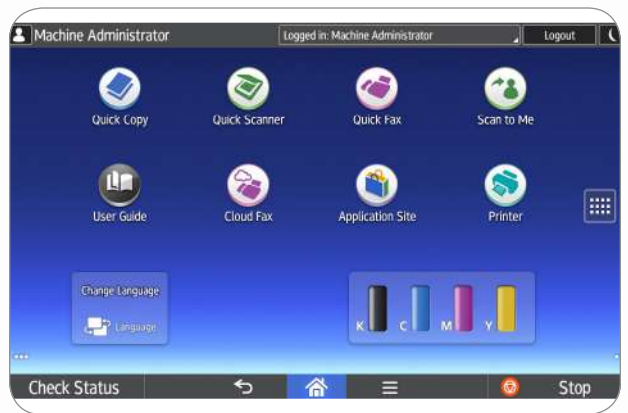 Machine Administrator
Logged in: Machine Administrator
Logout
Quick Copy
Quick Scanner
Quick Fax
Scan to Me
User Guide
Cloud Fax
Application Site
Printer
Change Language
Language
K C M Y
Check Status
Stop